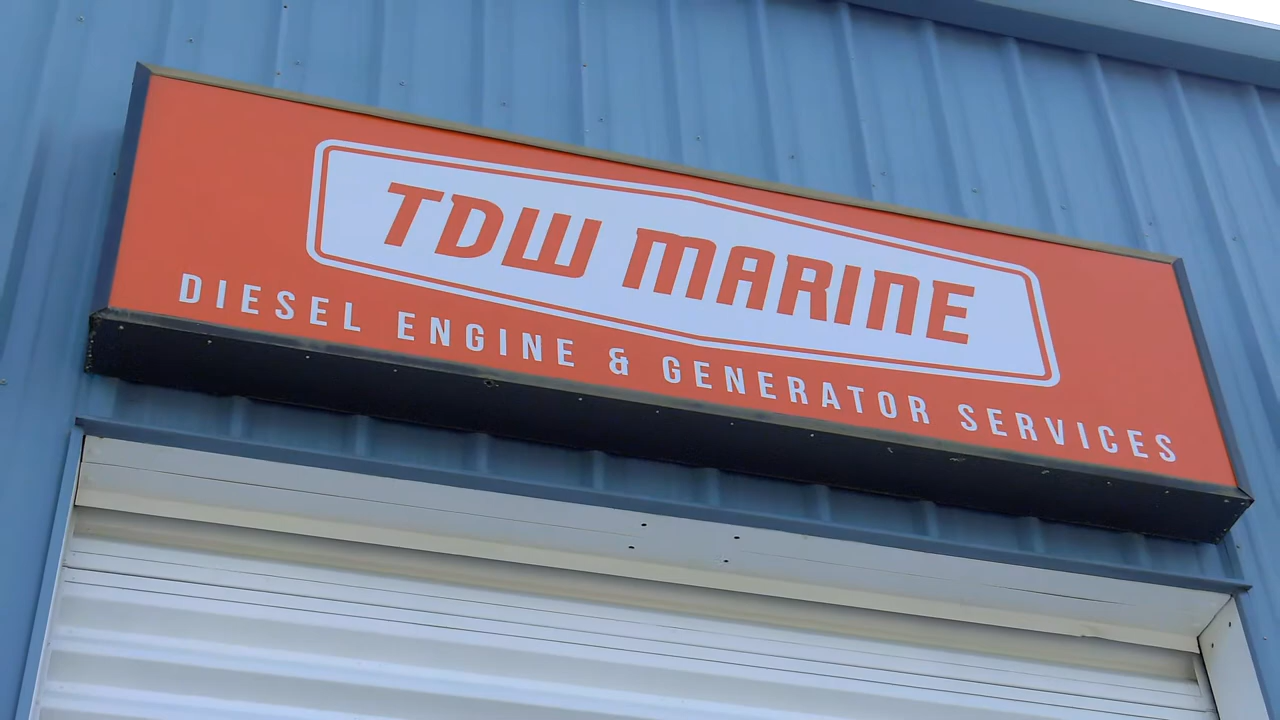 TDW MARINE
DIESEL ENGINE & GENERATOR SERVICES